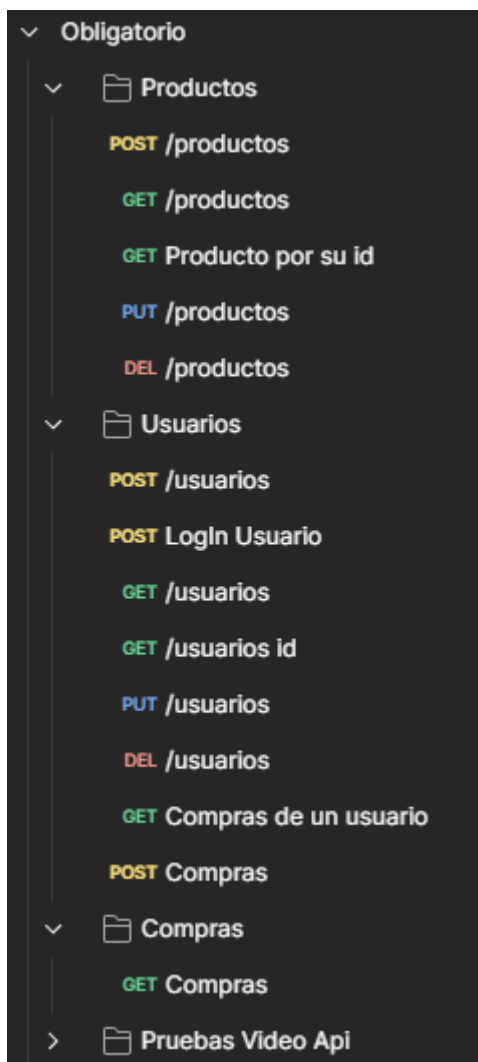 Obligatorio
Productos
POST /productos
GET /productos
GET Producto por su id
PUT /productos
DEL /productos
Usuarios
POST /usuarios
POST LogIn Usuario
GET /usuarios
GET /usuarios id
PUT /usuarios
DEL /usuarios
GET Compras de un usuario
POST Compras
Compras
GET Compras
Pruebas Video Api